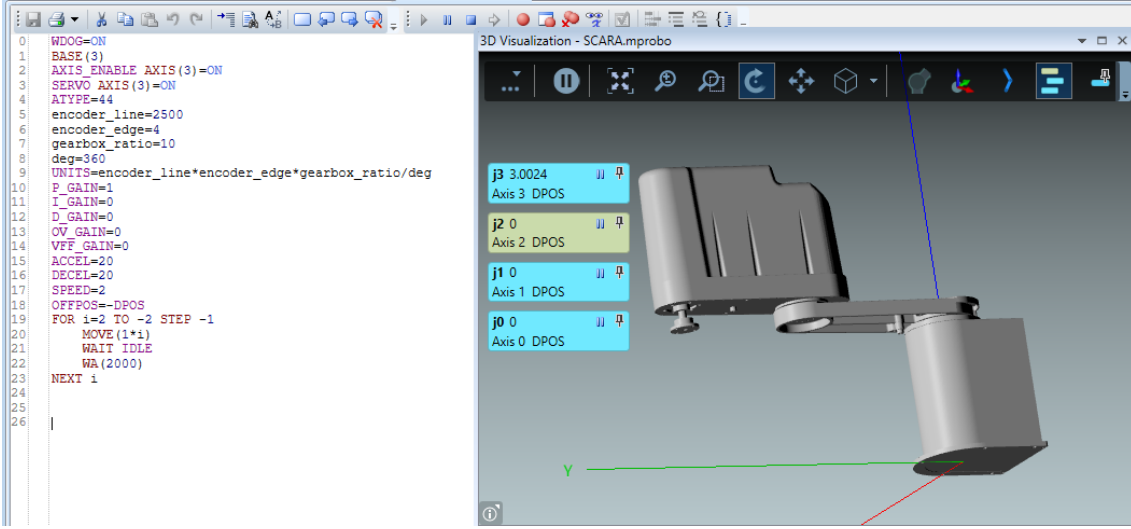 3D Visualization - SCARA.mprobo
0 WDOG=ON
1 BASE(3)
2 AXIS_ENABLE AXIS(3)=ON
3 SERVO AXIS(3)=ON
4 ATYPE=44
5 encoder_line=2500
6 encoder_edge=4
7 gearbox_ratio=10
8 deg=360
9 UNITS=encoder_line*encoder_edge*gearbox_ratio/deg
10 P_GAIN=1
11 I_GAIN=0
12 D_GAIN=0
13 OV_GAIN=0
14 VFF_GAIN=0
15 ACCEL=20
16 DECEL=20
17 SPEED=2
18 OFFPOS=-DPOS
19 FOR i=2 TO -2 STEP -1
20 MOVE(1*i)
21 WAIT IDLE
22 WA(2000)
23 NEXT i
24
25
26
j3 3.0024
Axis 3 DPOS
j2 0
Axis 2 DPOS
j1 0
Axis 1 DPOS
j0 0
Axis 0 DPOS
Y